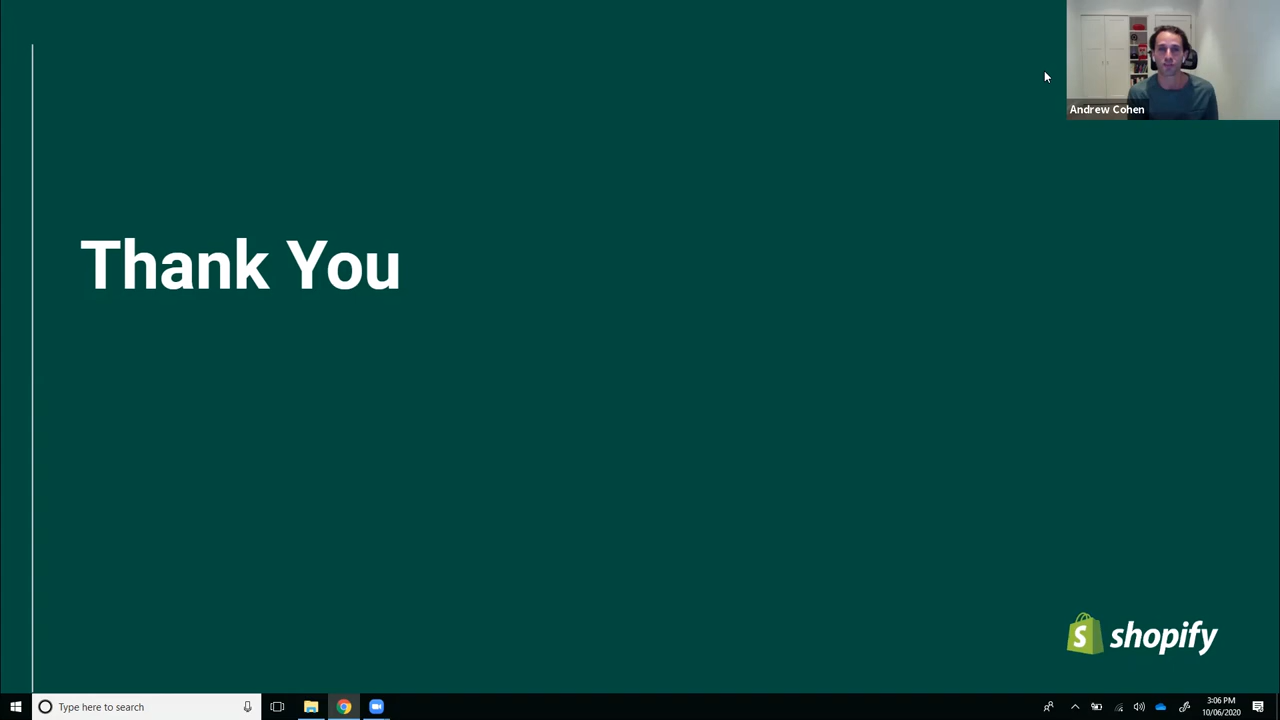 Andrew Cohen
Thank You
shopify
Type here to search
3:06 PM
10/06/2020